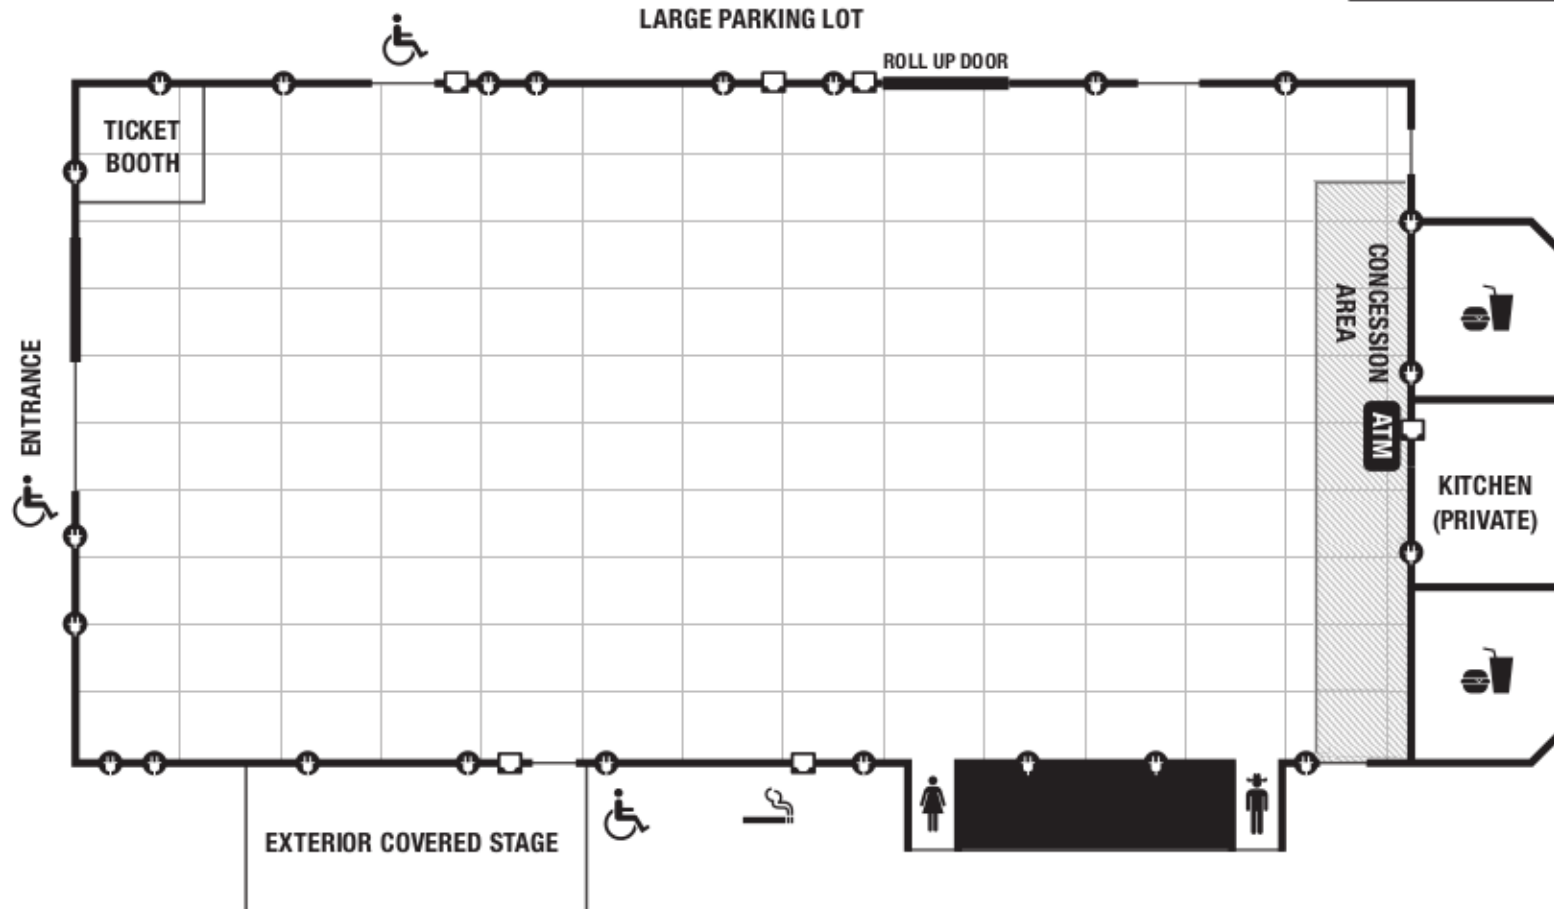 LARGE PARKING LOT
ROLL UP DOOR
TICKET
BOOTH
ENTRANCE
CONCESSION
AREA
ATM
KITCHEN
(PRIVATE)
EXTERIOR COVERED STAGE